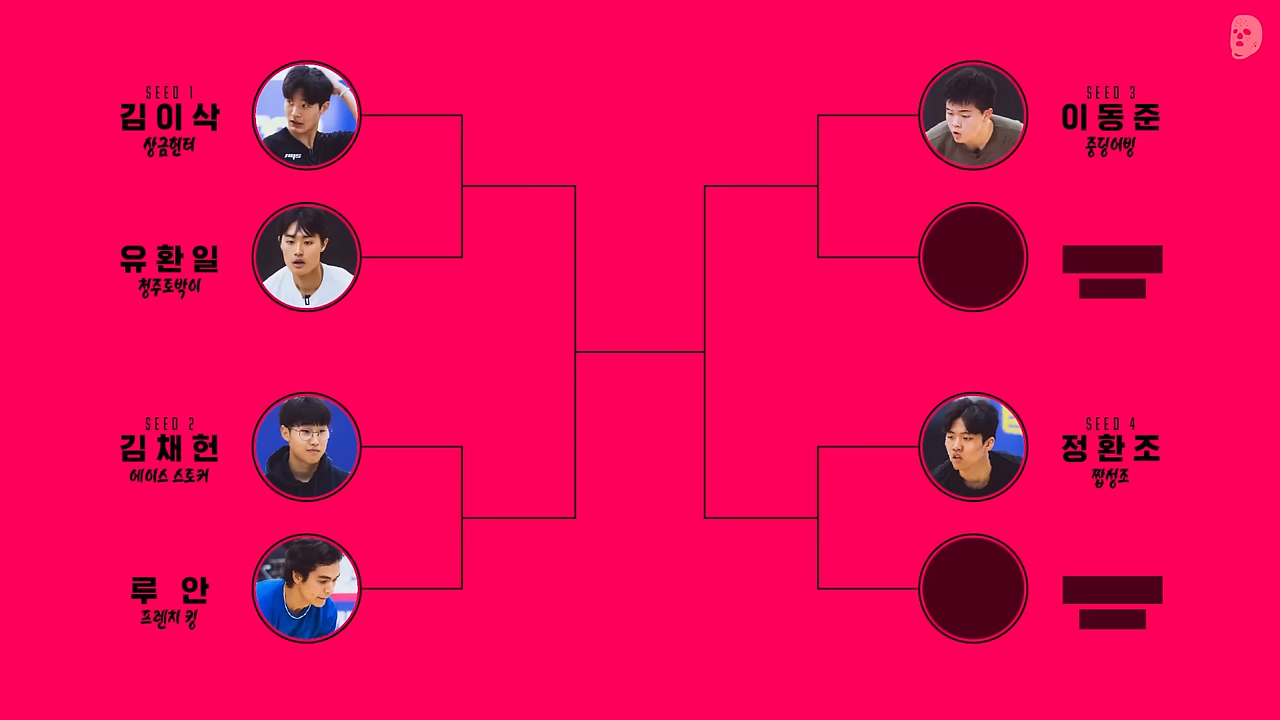 SEED 1
김이삭
상금헌터
유환일
청주토박이
SEED 2
김채헌
에이스 스토커
루안
프렌치 킹
SEED 3
이동준
중딩어빙
SEED 4
정환조
짭성조